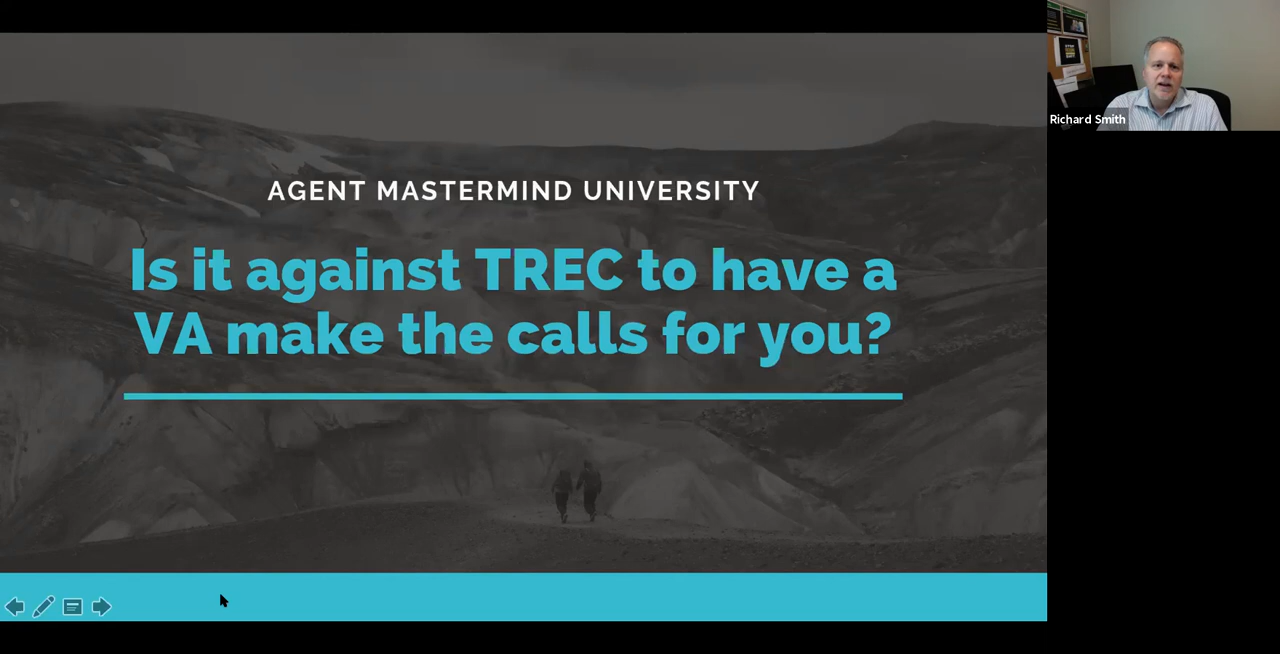 AGENT MASTERMIND UNIVERSITY
Is it against TREC to have a
VA make the calls for you?
Richard Smith